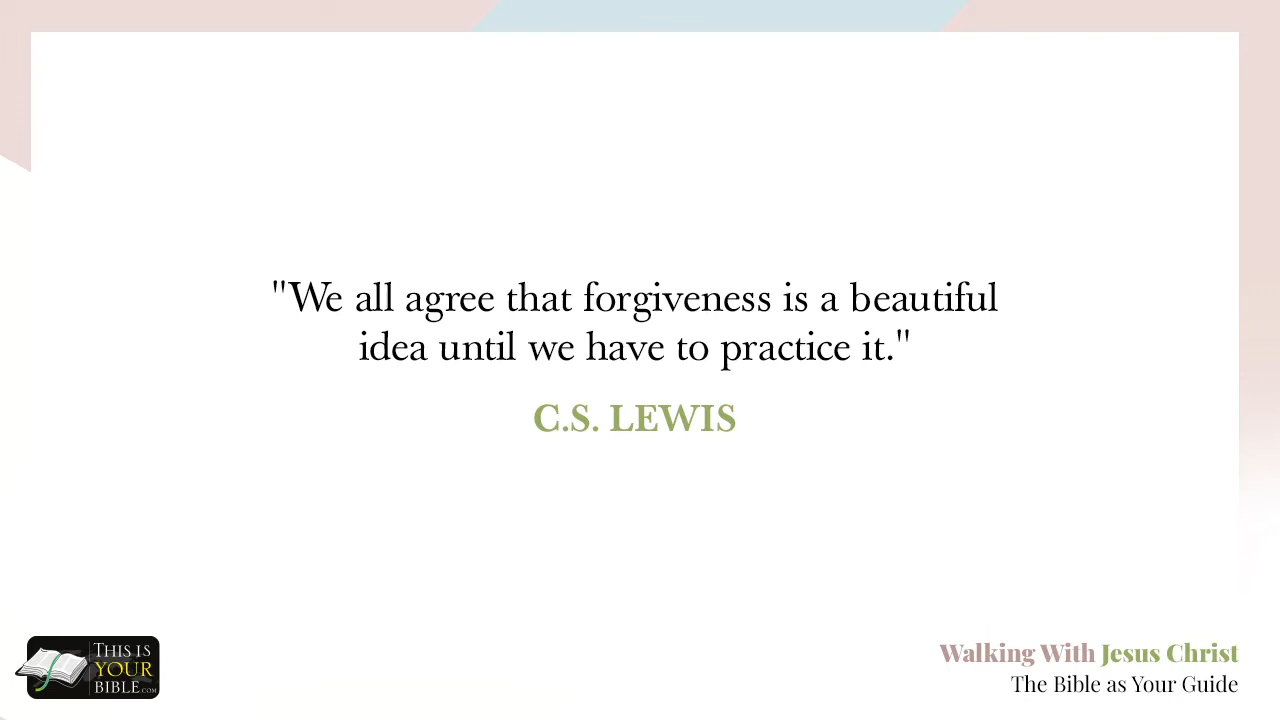 "We all agree that forgiveness is a beautiful
idea until we have to practice it."
C.S. LEWIS
THIS IS
YOUR
BIBLE.COM
Walking With Jesus Christ
The Bible as Your Guide